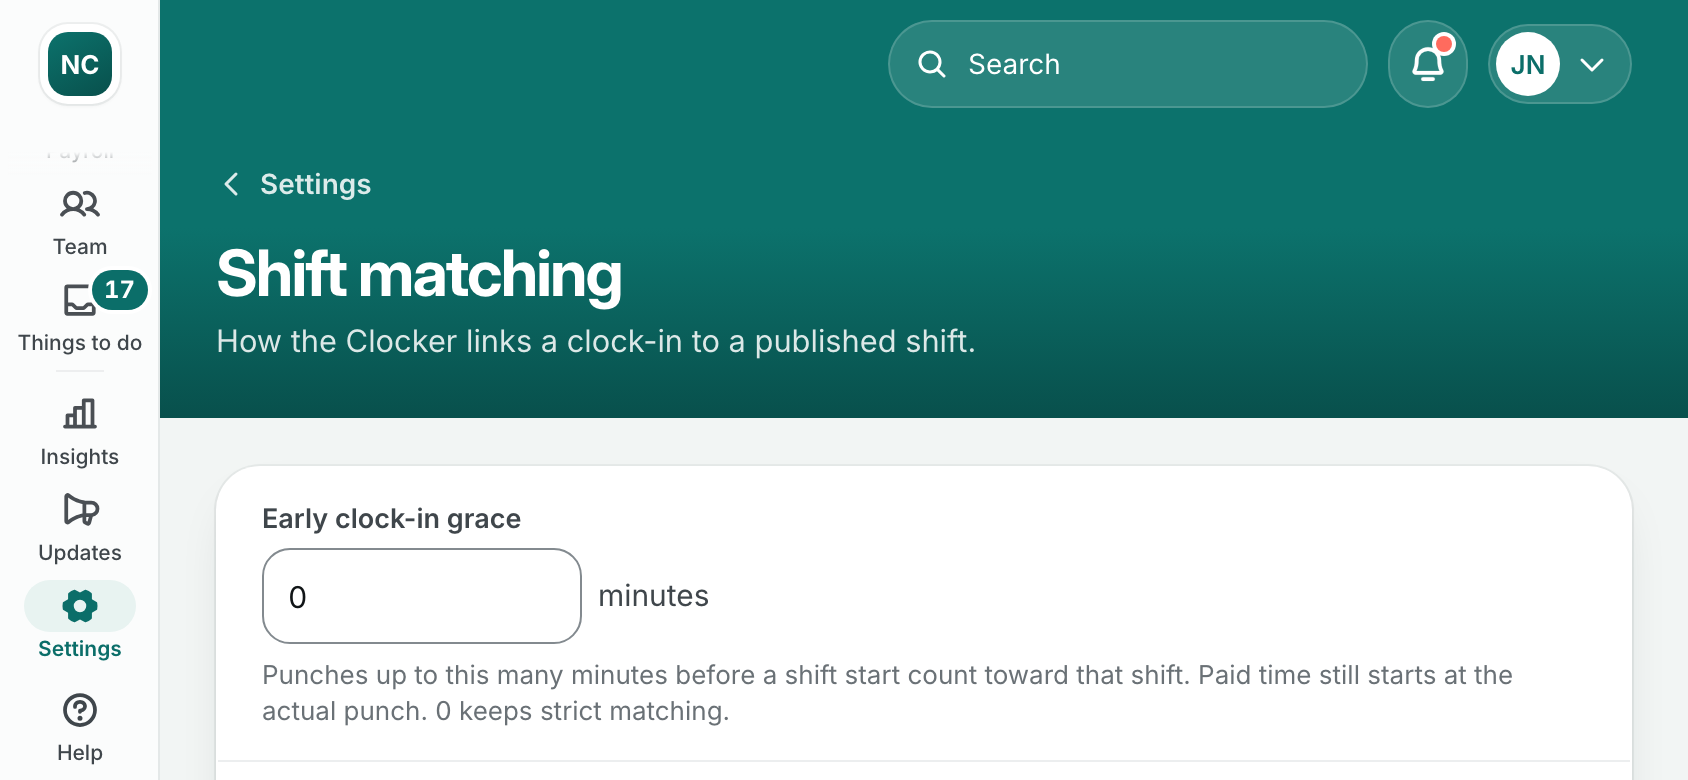 NC
Search
JN
Team
17
Things to do
Insights
Updates
Settings
Help
Settings
Shift matching
How the Clocker links a clock-in to a published shift.
Early clock-in grace
0 minutes
Punches up to this many minutes before a shift start count toward that shift. Paid time still starts at the
actual punch. 0 keeps strict matching.